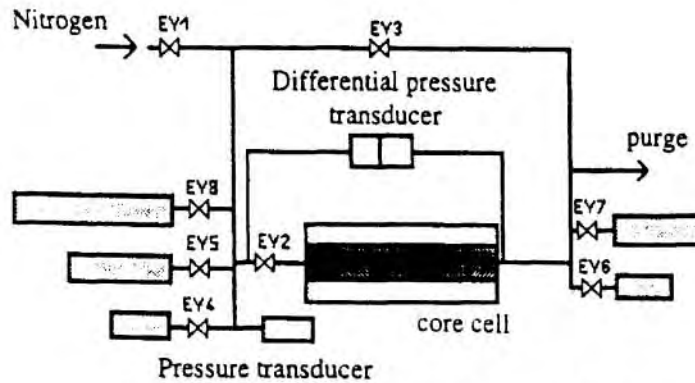 Nitrogen
EY1
EY3
Differential pressure
transducer
purge
EY8
EY7
EY5
EY2
EY6
EY4
core cell
Pressure transducer